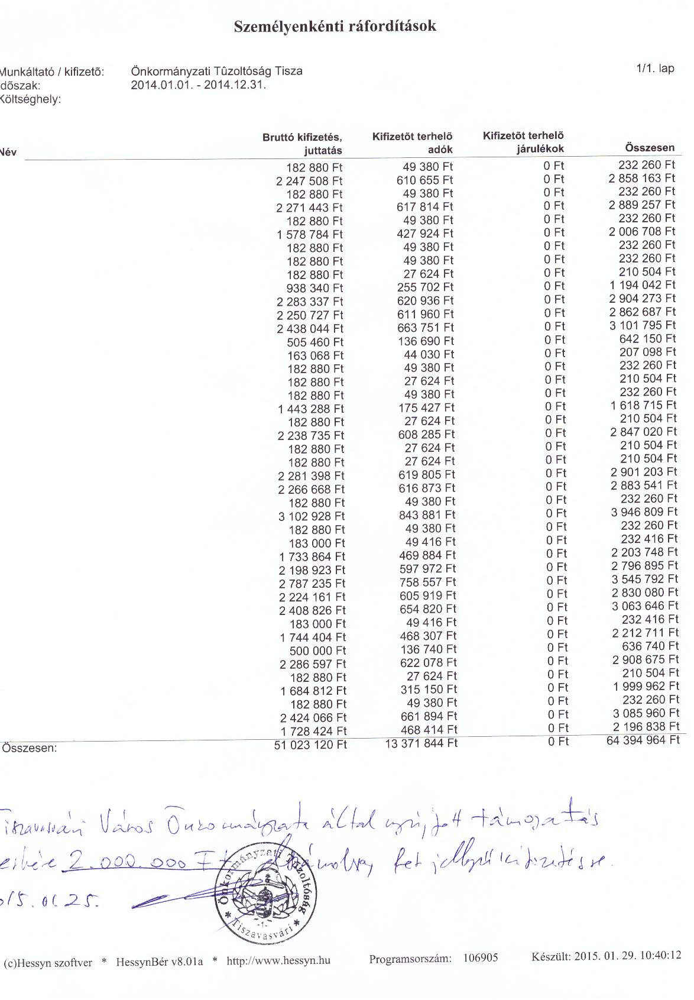 Személyenkénti ráfordítások
Munkáltató / kifizetõ: Önkormányzati Tûzoltóság Tisza 1/1. lap
dõszak: 2014.01.01. - 2014.12.31.
Költséghely:
Név Bruttó kifizetés, juttatás Kifizetõt terhelõ adók Kifizetõt terhelõ járulékok Összesen
182 880 Ft 49 380 Ft 0 Ft 232 260 Ft
2 247 508 Ft 610 655 Ft 0 Ft 2 858 163 Ft
182 880 Ft 49 380 Ft 0 Ft 232 260 Ft
2 271 443 Ft 617 814 Ft 0 Ft 2 889 257 Ft
182 880 Ft 49 380 Ft 0 Ft 232 260 Ft
1 578 784 Ft 427 924 Ft 0 Ft 2 006 708 Ft
182 880 Ft 49 380 Ft 0 Ft 232 260 Ft
182 880 Ft 49 380 Ft 0 Ft 232 260 Ft
182 880 Ft 27 624 Ft 0 Ft 210 504 Ft
938 340 Ft 255 702 Ft 0 Ft 1 194 042 Ft
2 283 337 Ft 620 936 Ft 0 Ft 2 904 273 Ft
2 250 727 Ft 611 960 Ft 0 Ft 2 862 687 Ft
2 438 044 Ft 663 751 Ft 0 Ft 3 101 795 Ft
505 460 Ft 136 690 Ft 0 Ft 642 150 Ft
163 068 Ft 44 030 Ft 0 Ft 207 098 Ft
182 880 Ft 49 380 Ft 0 Ft 232 260 Ft
182 880 Ft 27 624 Ft 0 Ft 210 504 Ft
182 880 Ft 49 380 Ft 0 Ft 232 260 Ft
1 443 288 Ft 175 427 Ft 0 Ft 1 618 715 Ft
182 880 Ft 27 624 Ft 0 Ft 210 504 Ft
2 238 735 Ft 608 285 Ft 0 Ft 2 847 020 Ft
182 880 Ft 27 624 Ft 0 Ft 210 504 Ft
182 880 Ft 27 624 Ft 0 Ft 210 504 Ft
2 281 398 Ft 619 805 Ft 0 Ft 2 901 203 Ft
2 266 668 Ft 616 873 Ft 0 Ft 2 883 541 Ft
182 880 Ft 49 380 Ft 0 Ft 232 260 Ft
3 102 928 Ft 843 881 Ft 0 Ft 3 946 809 Ft
182 880 Ft 49 380 Ft 0 Ft 232 260 Ft
183 000 Ft 49 416 Ft 0 Ft 232 416 Ft
1 733 864 Ft 469 884 Ft 0 Ft 2 203 748 Ft
2 198 923 Ft 597 972 Ft 0 Ft 2 796 895 Ft
2 787 235 Ft 758 557 Ft 0 Ft 3 545 792 Ft
2 224 161 Ft 605 919 Ft 0 Ft 2 830 080 Ft
2 408 826 Ft 654 820 Ft 0 Ft 3 063 646 Ft
183 000 Ft 49 416 Ft 0 Ft 232 416 Ft
1 744 404 Ft 468 307 Ft 0 Ft 2 212 711 Ft
500 000 Ft 136 740 Ft 0 Ft 636 740 Ft
2 286 597 Ft 622 078 Ft 0 Ft 2 908 675 Ft
182 880 Ft 27 624 Ft 0 Ft 210 504 Ft
1 684 812 Ft 315 150 Ft 0 Ft 1 999 962 Ft
182 880 Ft 49 380 Ft 0 Ft 232 260 Ft
2 424 066 Ft 661 894 Ft 0 Ft 3 085 960 Ft
1 728 424 Ft 468 414 Ft 0 Ft 2 196 838 Ft
Összesen: 51 023 120 Ft 13 371 844 Ft 0 Ft 64 394 964 Ft
Tiszavasvári Város Önkormányzata által nyújtott támogatás
2.000.000 Ft
015.01.25.
Önkormányzati Tűzoltóság
-1-
* Tiszavasvári *
(c)Hessyn szoftver * HessynBér v8.01a * http://www.hessyn.hu Programsorszám: 106905 Készült: 2015. 01. 29. 10:40:12